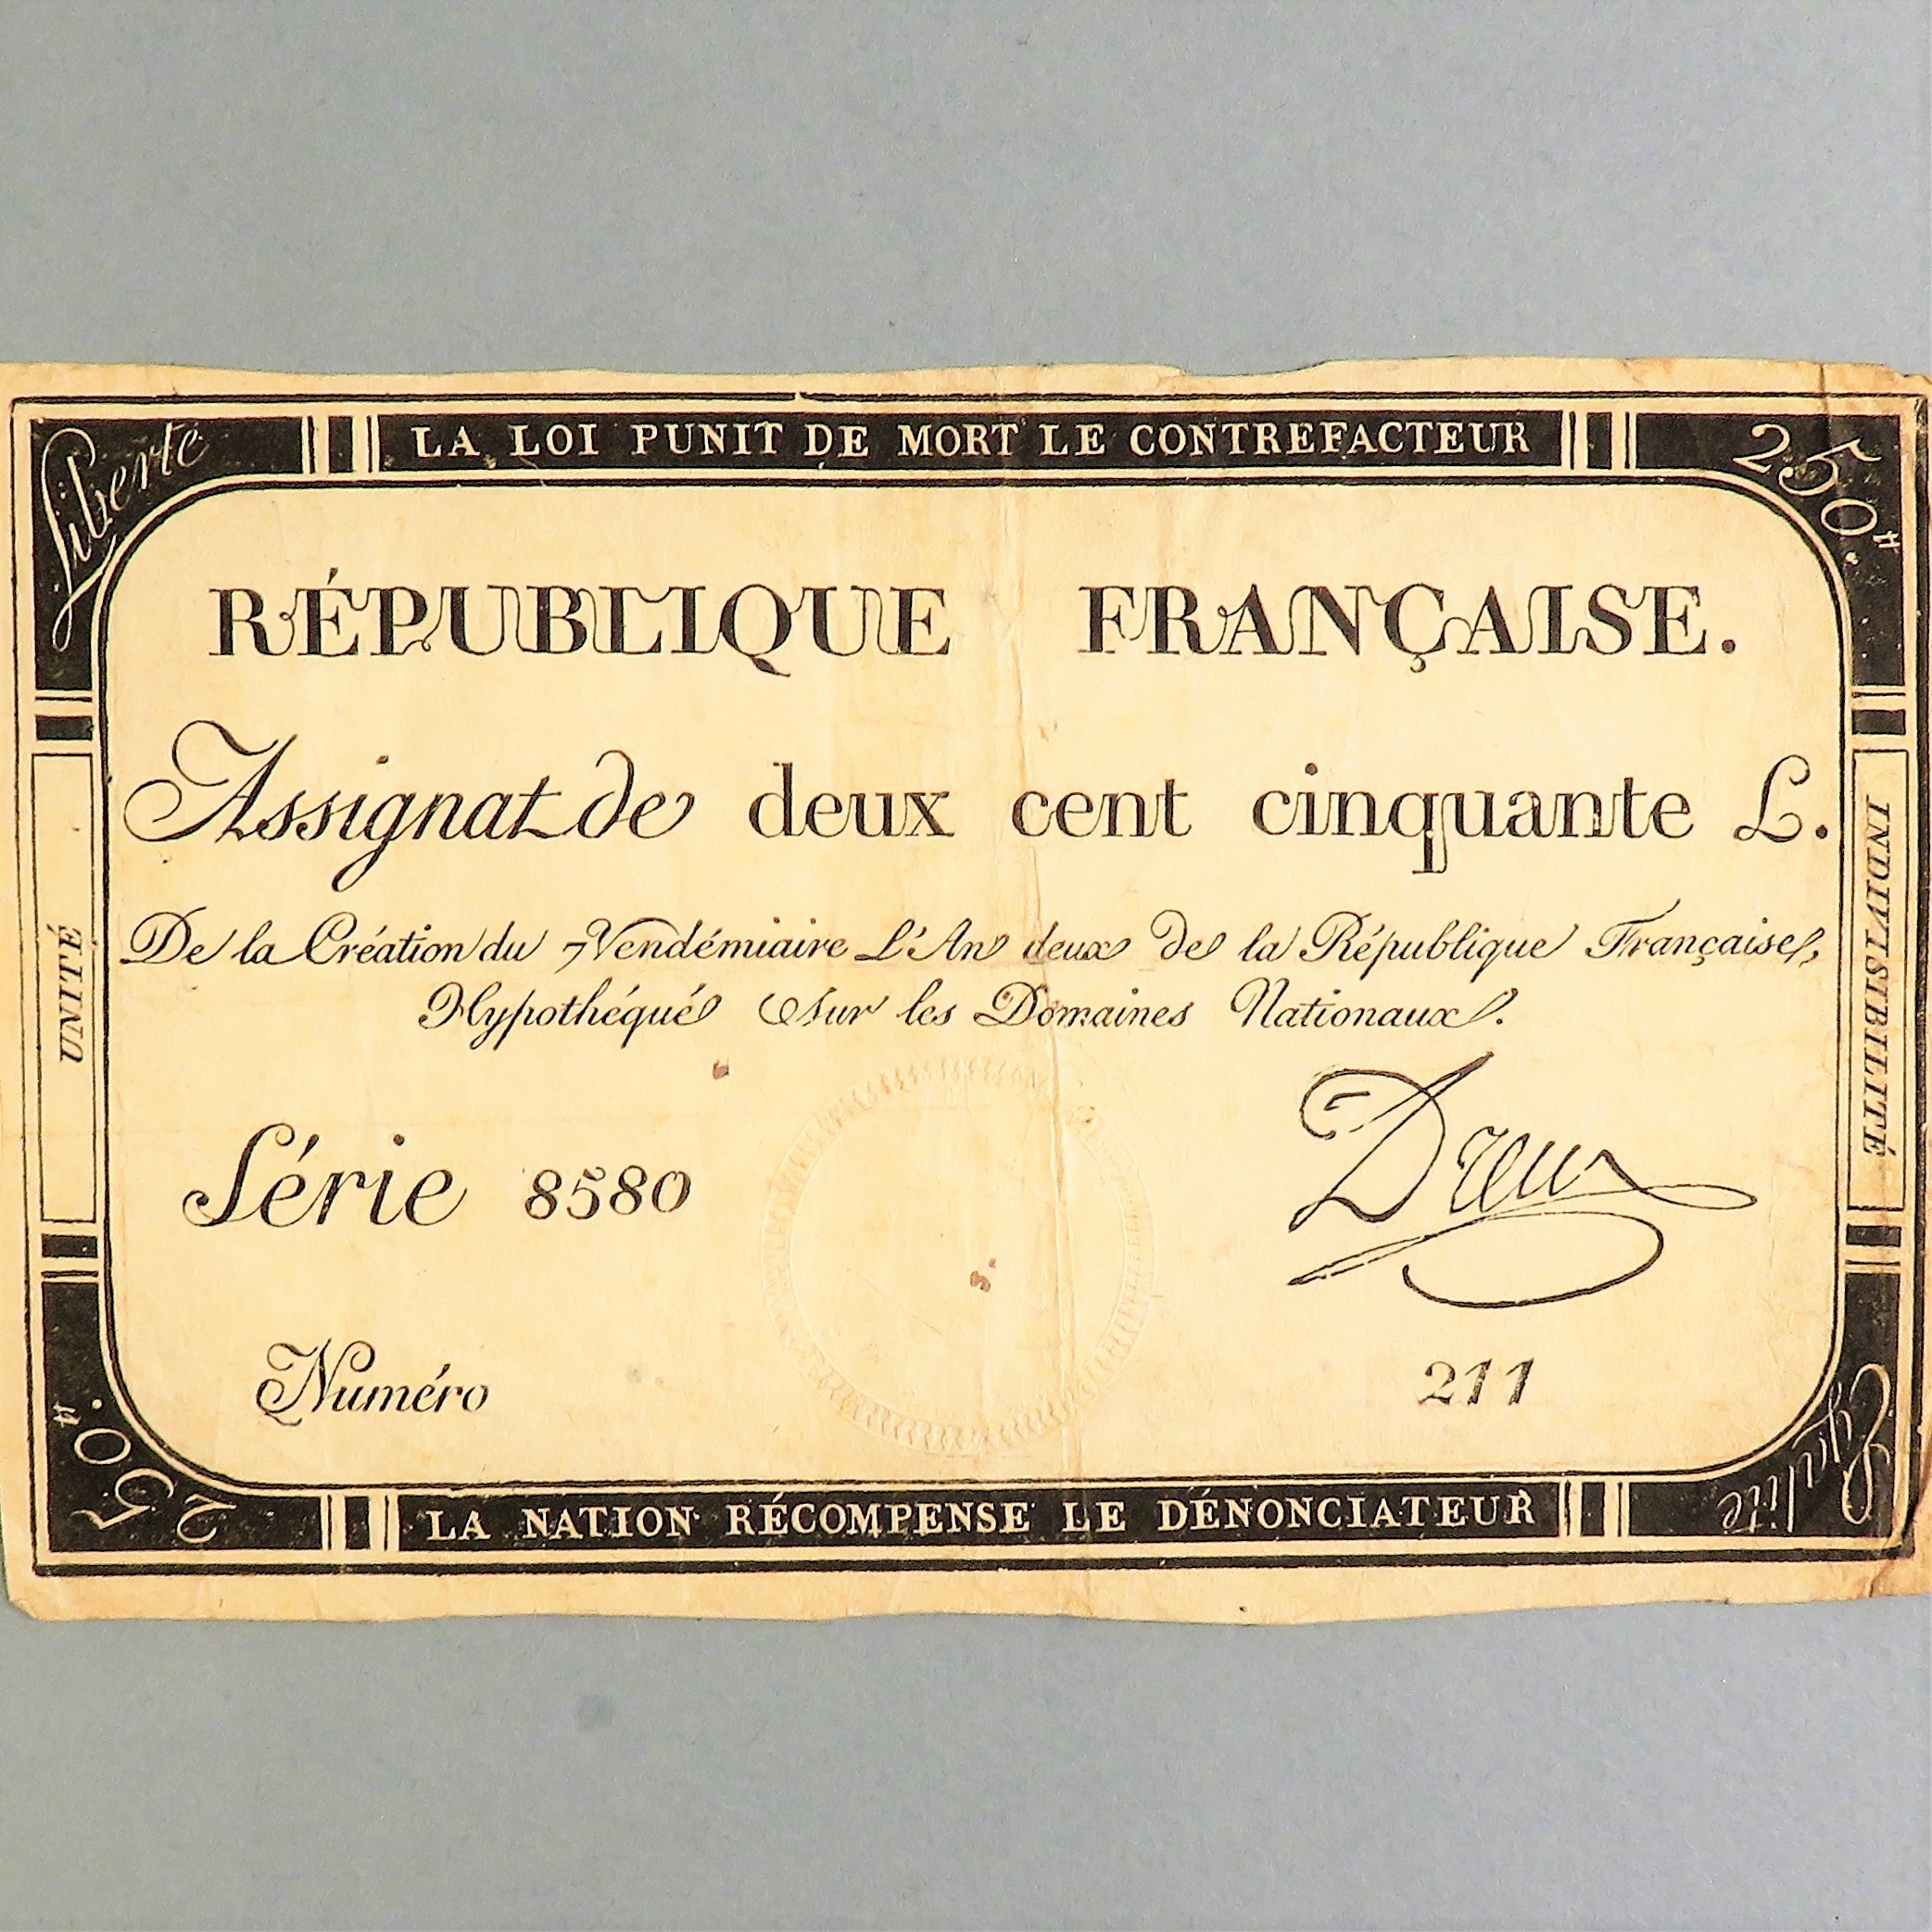 LA LOI PUNIT DE MORT LE CONTREFACTEUR
Liberté
250ᴴ.
RÉPUBLIQUE FRANÇAISE.
Assignat de deux cent cinquante L.
De la Création du 7 Vendémiaire L'An deux de la République Française,
Hypothéqué Sur les Domaines Nationaux.
UNITÉ
INDIVISIBILITÉ
Série 8580
Numéro 211
250ᴴ.
Egalité
LA NATION RÉCOMPENSE LE DÉNONCIATEUR